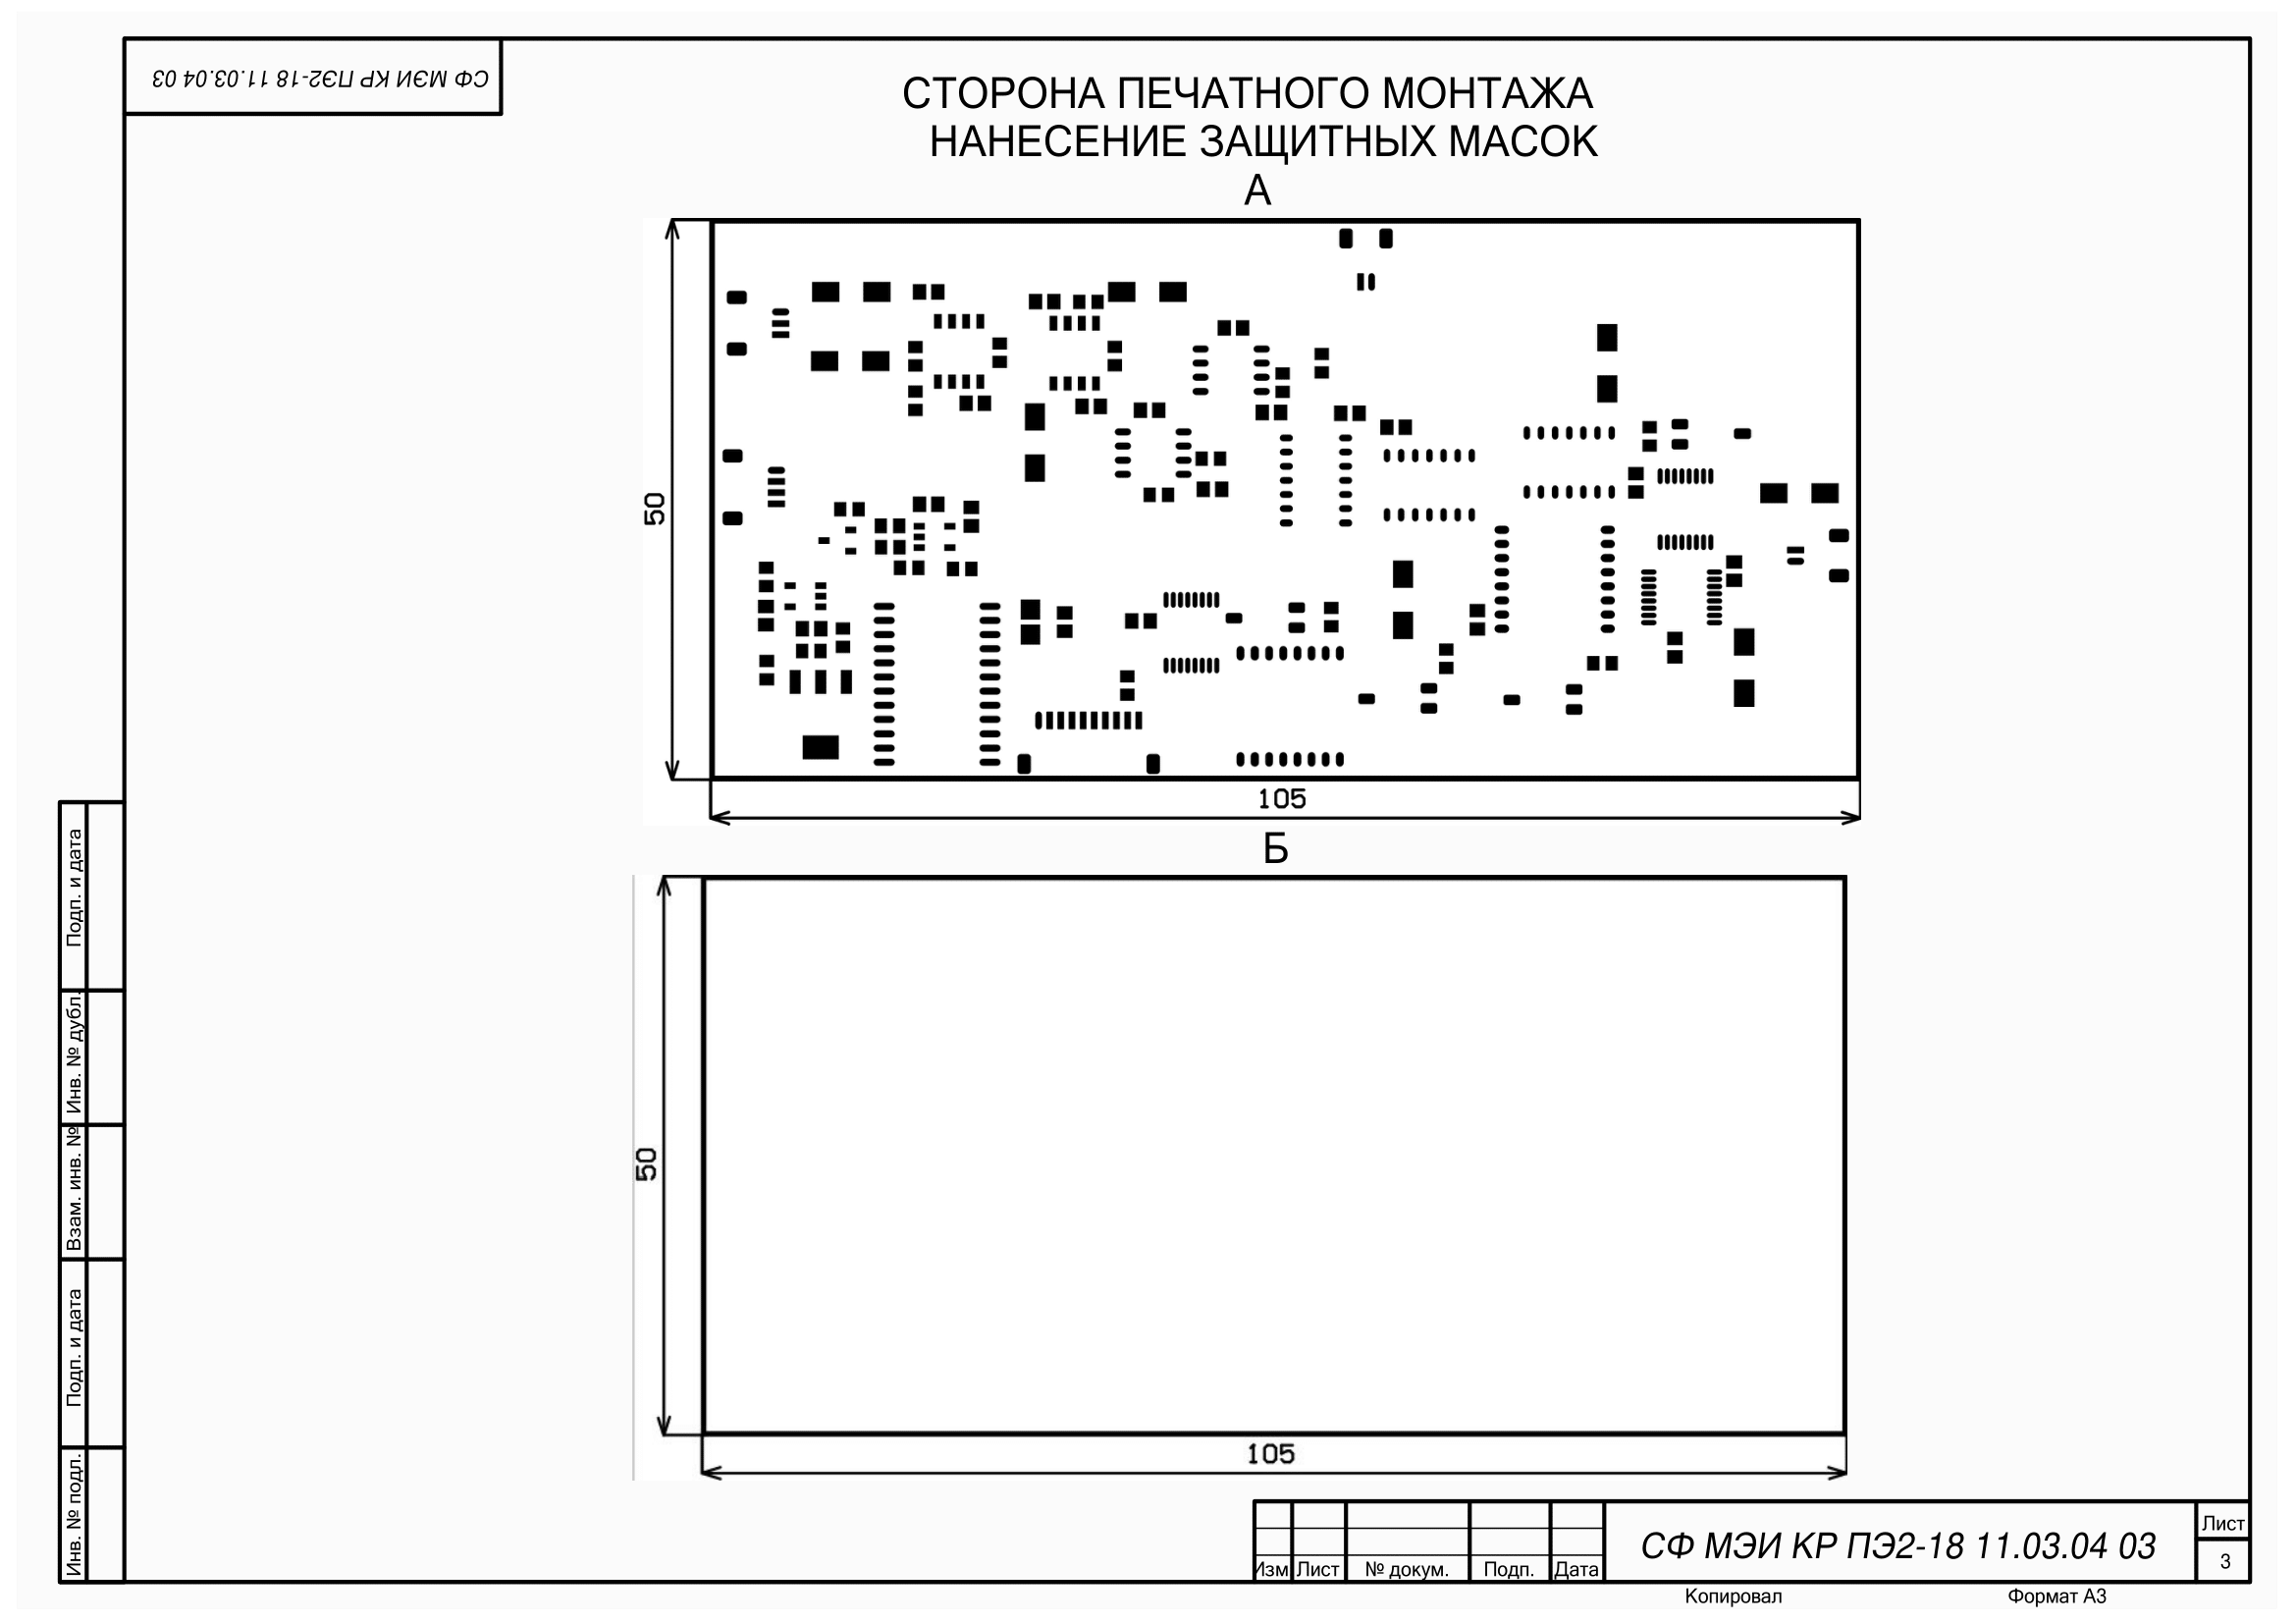 СФ МЭИ КР ПЭ2-18 11.03.04 03
СТОРОНА ПЕЧАТНОГО МОНТАЖА
НАНЕСЕНИЕ ЗАЩИТНЫХ МАСОК
А
50
105
Б
50
105
Подп. и дата
Инв. № дубл.
Взам. инв. №
Подп. и дата
Инв. № подл.
Изм Лист № докум. Подп. Дата
СФ МЭИ КР ПЭ2-18 11.03.04 03
Лист
3
Копировал Формат А3